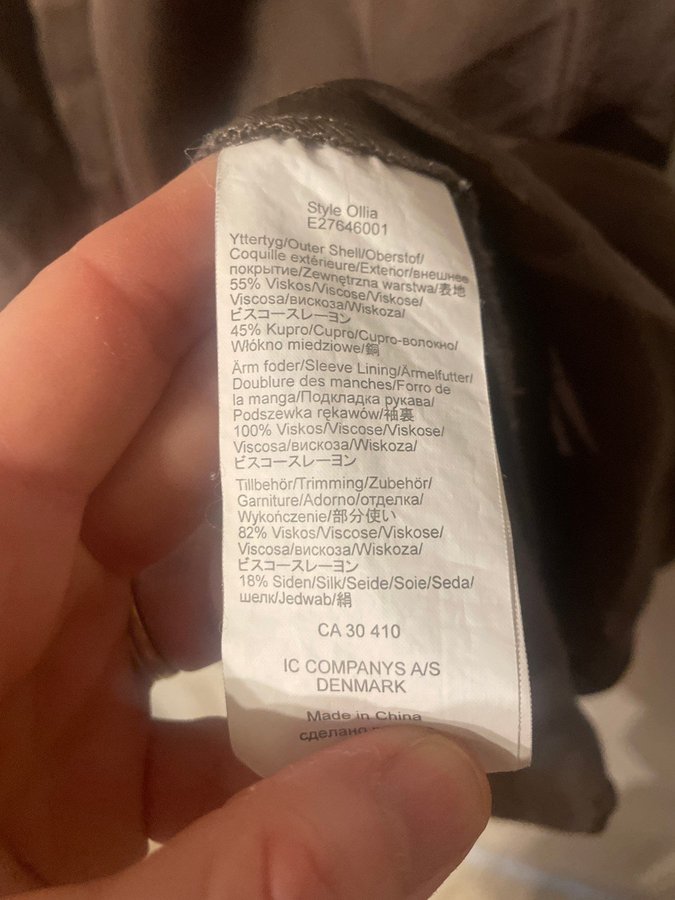 Style Ollia
E27646001
Yttertyg/Outer Shell/Oberstof/
Coquille extérieure/Exterior/внешнее
покрытие/Zewnętrzna warstwa/表地
55% Viskos/Viscose/Viskose/
Viscosa/вискоза/Wiskoza/
ビスコースレーヨン
45% Kupro/Cupro/Cupro-волокно/
Włókno miedziowe/銅
Ärm foder/Sleeve Lining/Ärmelfutter/
Doublure des manches/Forro de
la manga/Подкладка рукава/
Podszewka rękawów/袖裏
100% Viskos/Viscose/Viskose/
Viscosa/вискоза/Wiskoza/
ビスコースレーヨン
Tillbehör/Trimming/Zubehör/
Garniture/Adorno/отделка/
Wykończenie/部分使い
82% Viskos/Viscose/Viskose/
Viscosa/вискоза/Wiskoza/
ビスコースレーヨン
18% Siden/Silk/Seide/Soie/Seda/
шелк/Jedwab/絹
CA 30 410
IC COMPANYS A/S
DENMARK
Made in China
сделано